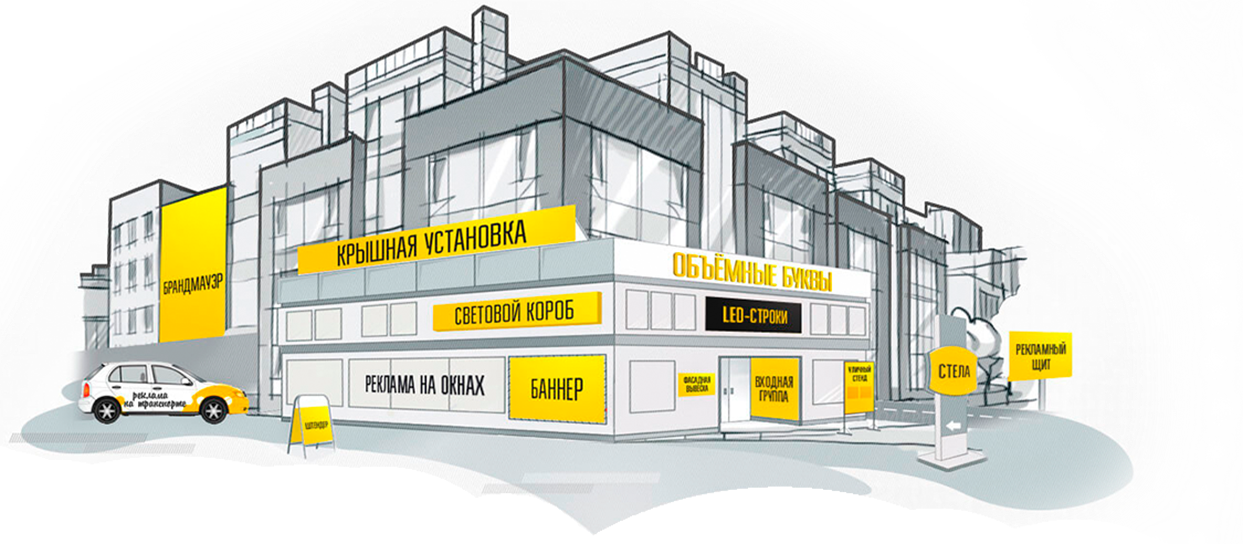 КРЫШНАЯ УСТАНОВКА
ОБЪЁМНЫЕ БУКВЫ
БРАНДМАУЭР
СВЕТОВОЙ КОРОБ
LED-СТРОКИ
РЕКЛАМНЫЙ
ЩИТ
СТЕЛА
РЕКЛАМА НА ОКНАХ
БАННЕР
ФАСАДНАЯ
ВЫВЕСКА
ВХОДНАЯ
ГРУППА
УЛИЧНЫЙ
СТЕНД
реклама
на транспорте
ШТЕНДЕР